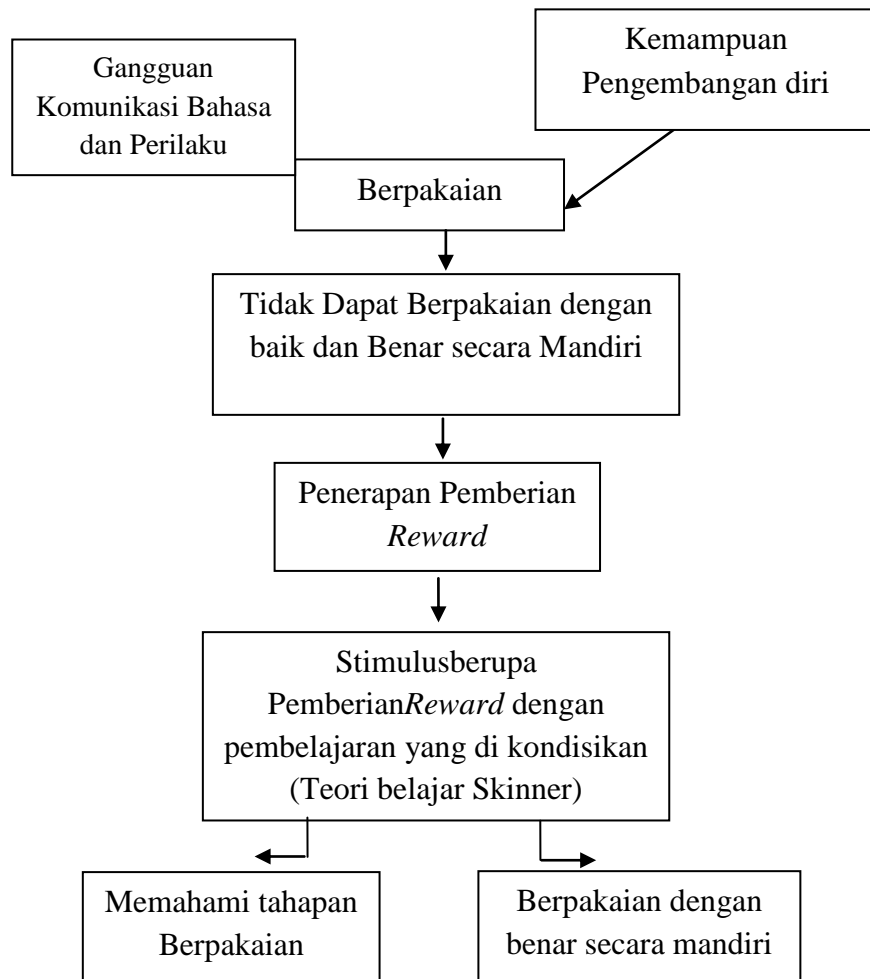 Gangguan
Komunikasi Bahasa
dan Perilaku
Kemampuan
Pengembangan diri
Berpakaian
Tidak Dapat Berpakaian dengan
baik dan Benar secara Mandiri
Penerapan Pemberian
Reward
Stimulusberupa
PemberianReward dengan
pembelajaran yang di kondisikan
(Teori belajar Skinner)
Memahami tahapan
Berpakaian
Berpakaian dengan
benar secara mandiri